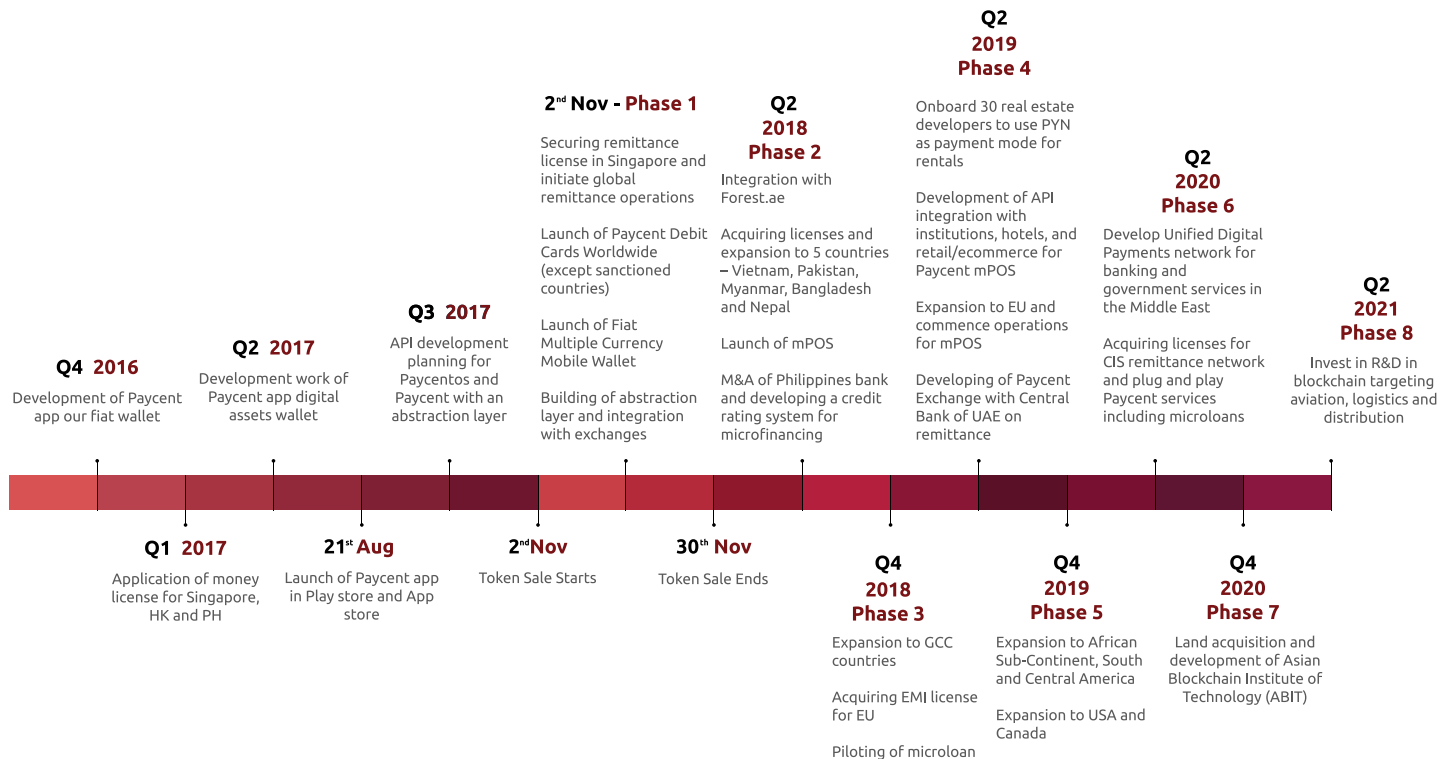 Q4 2016
Development of Paycent
app our fiat wallet
Q1 2017
Application of money
license for Singapore,
HK and PH
Q2 2017
Development work of
Paycent app digital
assets wallet
21st Aug
Launch of Paycent app
in Play store and App
store
Q3 2017
API development
planning for
Paycentos and
Paycent with an
abstraction layer
2nd Nov
Token Sale Starts
2nd Nov - Phase 1
Securing remittance
license in Singapore and
initiate global
remittance operations
Launch of Paycent Debit
Cards Worldwide
(except sanctioned
countries)
Launch of Fiat
Multiple Currency
Mobile Wallet
Building of abstraction
layer and integration
with exchanges
30th Nov
Token Sale Ends
Q2
2018
Phase 2
Integration with
Forest.ae
Acquiring licenses and
expansion to 5 countries
– Vietnam, Pakistan,
Myanmar, Bangladesh
and Nepal
Launch of mPOS
M&A of Philippines bank
and developing a credit
rating system for
microfinancing
Q4
2018
Phase 3
Expansion to GCC
countries
Acquiring EMI license
for EU
Piloting of microloan
Q2
2019
Phase 4
Onboard 30 real estate
developers to use PYN
as payment mode for
rentals
Development of API
integration with
institutions, hotels, and
retail/ecommerce for
Paycent mPOS
Expansion to EU and
commence operations
for mPOS
Developing of Paycent
Exchange with Central
Bank of UAE on
remittance
Q4
2019
Phase 5
Expansion to African
Sub-Continent, South
and Central America
Expansion to USA and
Canada
Q2
2020
Phase 6
Develop Unified Digital
Payments network for
banking and
government services in
the Middle East
Acquiring licenses for
CIS remittance network
and plug and play
Paycent services
including microloans
Q4
2020
Phase 7
Land acquisition and
development of Asian
Blockchain Institute of
Technology (ABIT)
Q2
2021
Phase 8
Invest in R&D in
blockchain targeting
aviation, logistics and
distribution